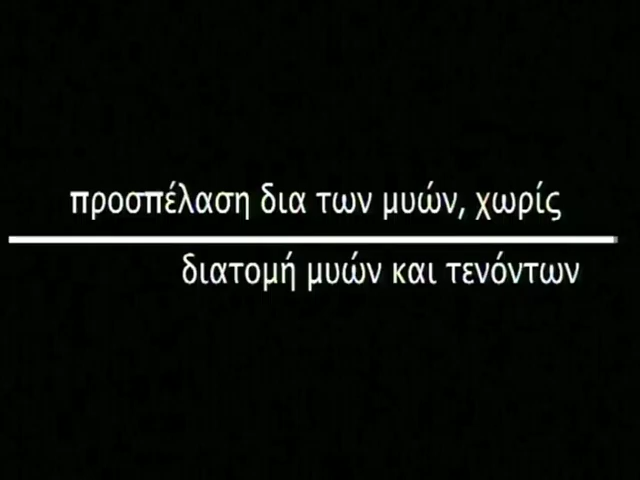 προσπέλαση δια των μυών, χωρίς
διατομή μυών και τενόντων